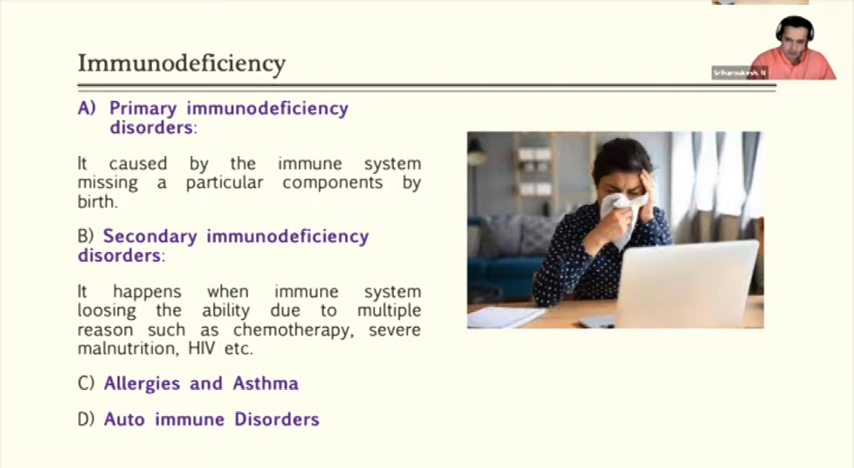 Immunodeficiency
A) Primary immunodeficiency
disorders:
It caused by the immune system
missing a particular components by
birth.
B) Secondary immunodeficiency
disorders:
It happens when immune system
loosing the ability due to multiple
reason such as chemotherapy, severe
malnutrition, HIV etc.
C) Allergies and Asthma
D) Auto immune Disorders